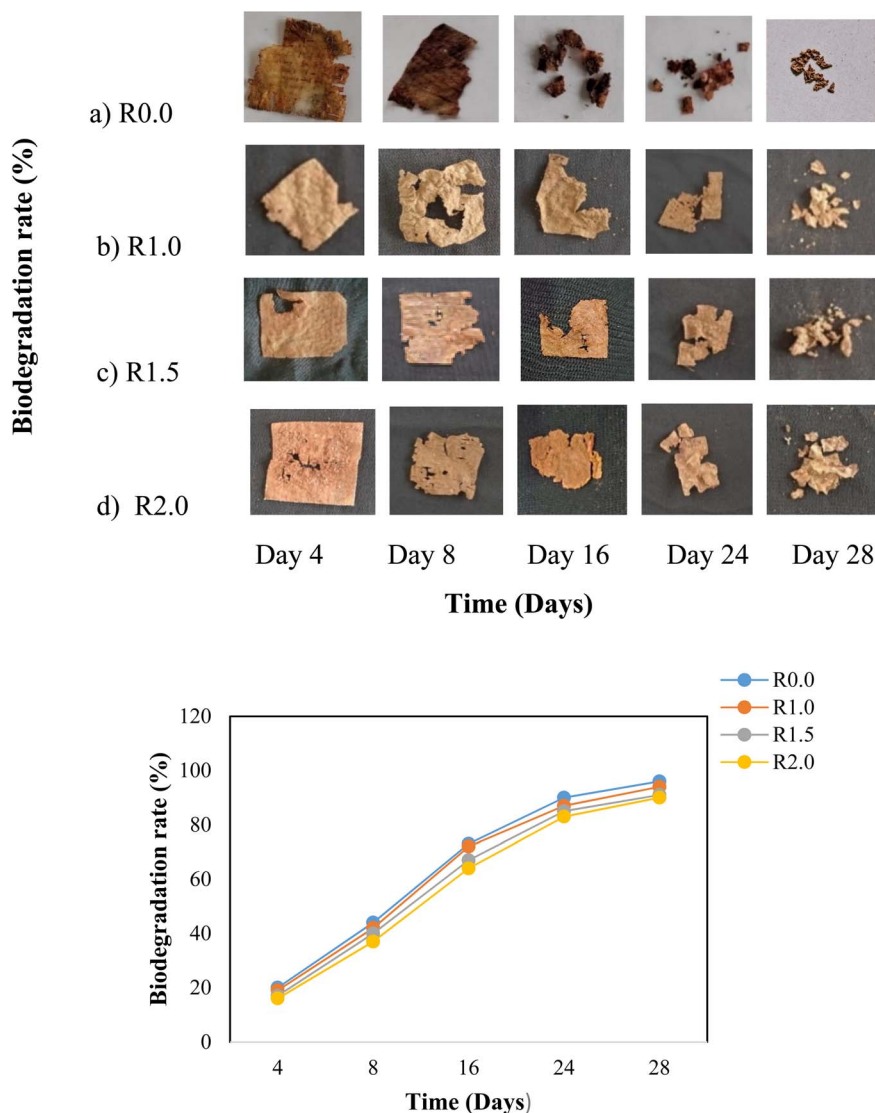 Biodegradation rate (%)
a) R0.0
b) R1.0
c) R1.5
d) R2.0
Day 4 Day 8 Day 16 Day 24 Day 28
Time (Days)
R0.0
R1.0
R1.5
R2.0
Biodegradation rate (%)
120
100
80
60
40
20
0
4 8 16 24 28
Time (Days)